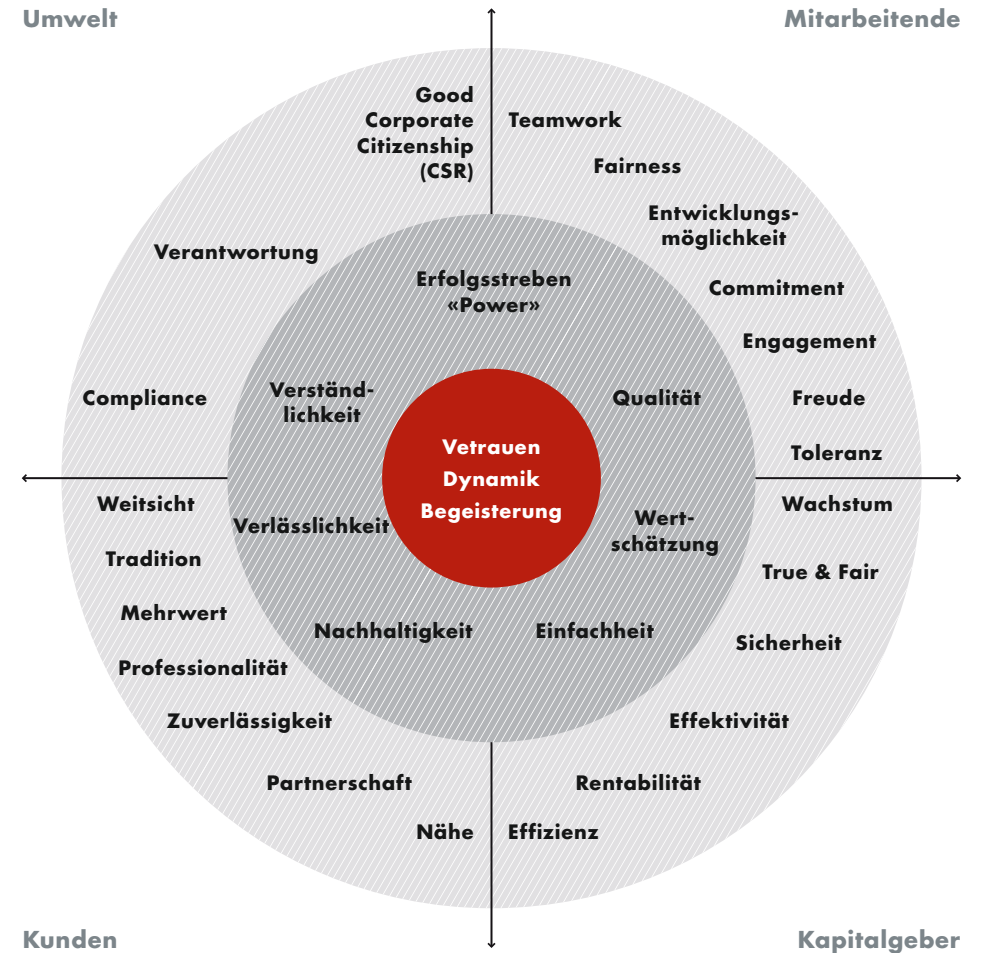 Umwelt
Mitarbeitende
Good
Corporate
Citizenship
(CSR)
Verantwortung
Compliance
Teamwork
Fairness
Entwicklungs-
möglichkeit
Commitment
Engagement
Freude
Toleranz
Erfolgsstreben
«Power»
Verständ-
lichkeit
Qualität
Vetrauen
Dynamik
Begeisterung
Verlässlichkeit
Wert-
schätzung
Nachhaltigkeit
Einfachheit
Weitsicht
Tradition
Mehrwert
Professionalität
Zuverlässigkeit
Partnerschaft
Nähe
Wachstum
True & Fair
Sicherheit
Effektivität
Rentabilität
Effizienz
Kunden
Kapitalgeber